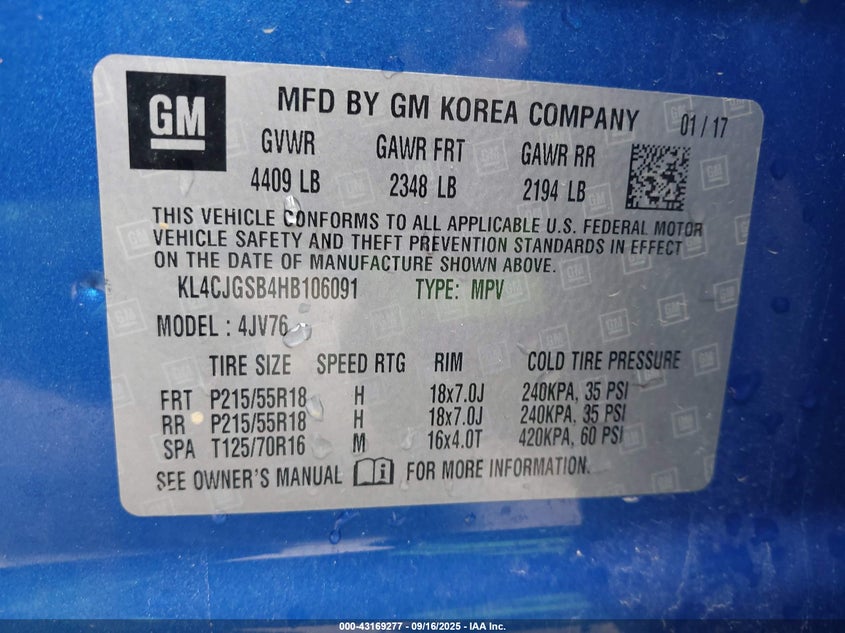 GM
MFD BY GM KOREA COMPANY 01 / 17
GVWR GAWR FRT GAWR RR
4409 LB 2348 LB 2194 LB
THIS VEHICLE CONFORMS TO ALL APPLICABLE U.S. FEDERAL MOTOR
VEHICLE SAFETY AND THEFT PREVENTION STANDARDS IN EFFECT
ON THE DATE OF MANUFACTURE SHOWN ABOVE.
KL4CJGSB4HB106091 TYPE: MPV
MODEL : 4JV76
TIRE SIZE SPEED RTG RIM COLD TIRE PRESSURE
FRT P215/55R18 H 18x7.0J 240KPA, 35 PSI
RR P215/55R18 H 18x7.0J 240KPA, 35 PSI
SPA T125/70R16 M 16x4.0T 420KPA, 60 PSI
SEE OWNER'S MANUAL i FOR MORE INFORMATION.
000-43169277 - 09/16/2025 - IAA Inc.